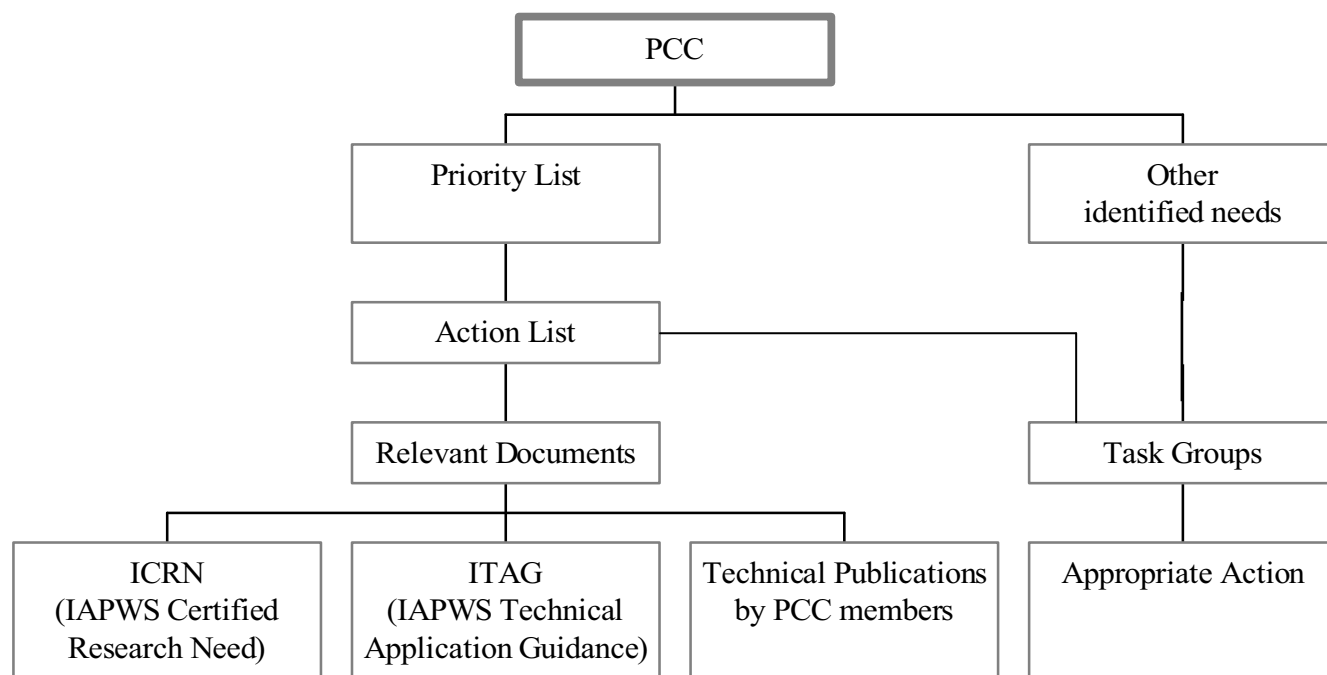 PCC
Priority List
Other
identified needs
Action List
Relevant Documents
Task Groups
ICRN
(IAPWS Certified
Research Need)
ITAG
(IAPWS Technical
Application Guidance)
Technical Publications
by PCC members
Appropriate Action